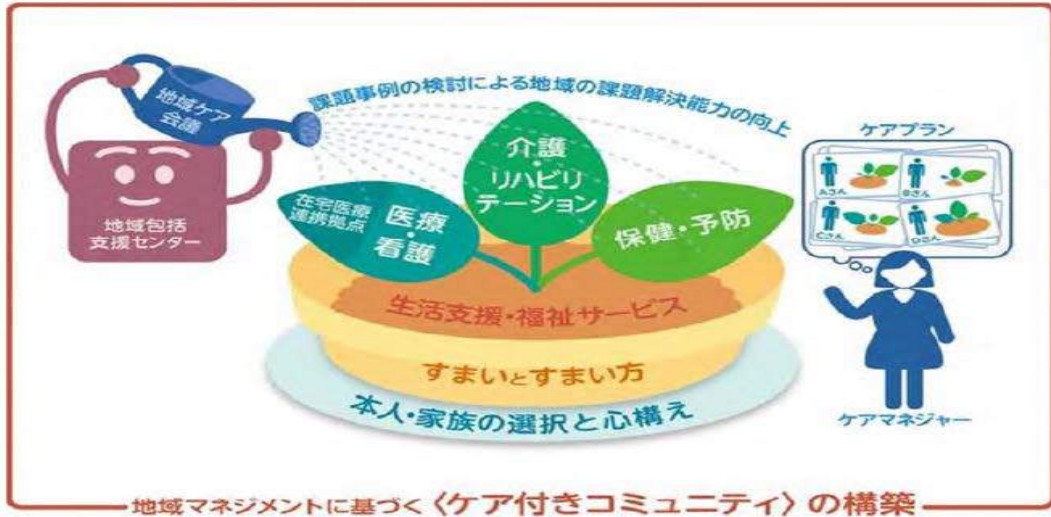 地域ケア
会議
地域包括
支援センター
課題事例の検討による地域の課題解決能力の向上
介護
・
リハビリ
テーション
在宅医療
連携拠点
医療
・
看護
保健・予防
生活支援・福祉サービス
すまいとすまい方
本人・家族の選択と心構え
ケアプラン
Aさん
Bさん
Cさん
Dさん
ケアマネジャー
地域マネジメントに基づく〈ケア付きコミュニティ〉の構築